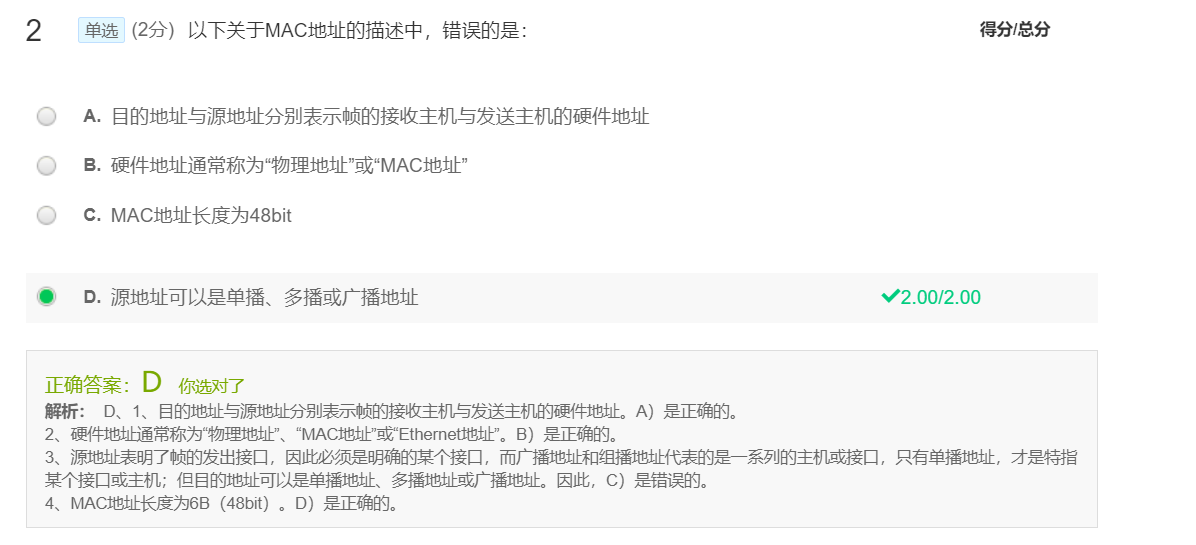 2 单选 (2分) 以下关于MAC地址的描述中，错误的是： 得分/总分
A. 目的地址与源地址分别表示帧的接收主机与发送主机的硬件地址
B. 硬件地址通常称为“物理地址”或“MAC地址”
C. MAC地址长度为48bit
D. 源地址可以是单播、多播或广播地址 2.00/2.00
正确答案：D 你选对了
解析： D、1、目的地址与源地址分别表示帧的接收主机与发送主机的硬件地址。A）是正确的。
2、硬件地址通常称为“物理地址”、“MAC地址”或“Ethernet地址”。B）是正确的。
3、源地址表明了帧的发出接口，因此必须是明确的某个接口，而广播地址和组播地址代表的是一系列的主机或接口，只有单播地址，才是特指
某个接口或主机；但目的地址可以是单播地址、多播地址或广播地址。因此，C）是错误的。
4、MAC地址长度为6B（48bit）。D）是正确的。